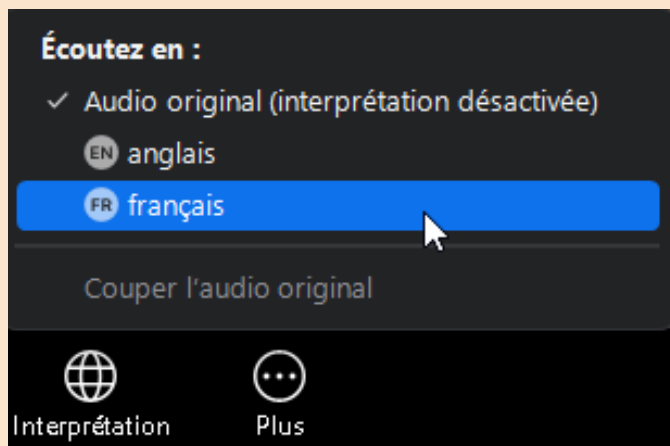 Écoutez en :
✓ Audio original (interprétation désactivée)
EN anglais
FR français
Couper l’audio original
Interprétation
Plus